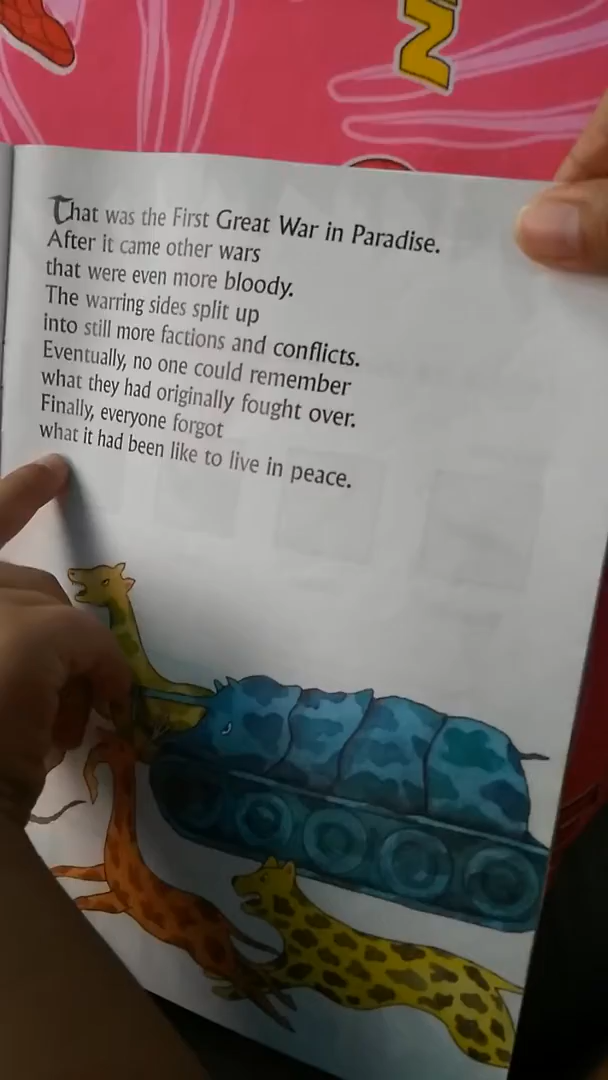 N
That was the First Great War in Paradise.
After it came other wars
that were even more bloody.
The warring sides split up
into still more factions and conflicts.
Eventually, no one could remember
what they had originally fought over.
Finally, everyone forgot
what it had been like to live in peace.